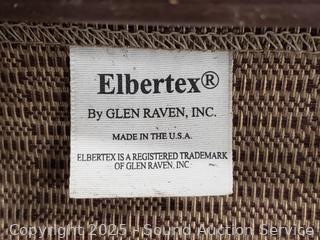 Elbertex®
By GLEN RAVEN, INC.
MADE IN THE U.S.A.
ELBERTEX IS A REGISTERED TRADEMARK
OF GLEN RAVEN, INC
Copyright 2025 - Sound Auction Service